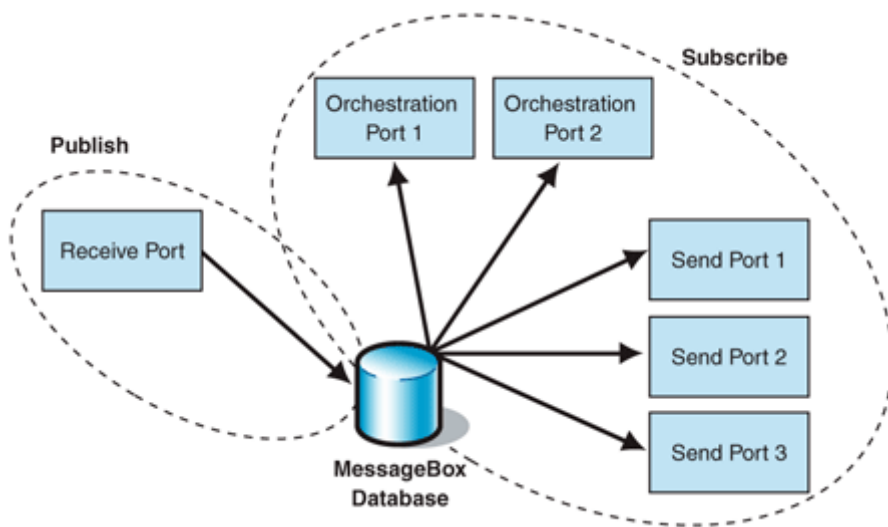 Subscribe
Orchestration
Port 1
Orchestration
Port 2
Publish
Receive Port
Send Port 1
Send Port 2
Send Port 3
MessageBox
Database